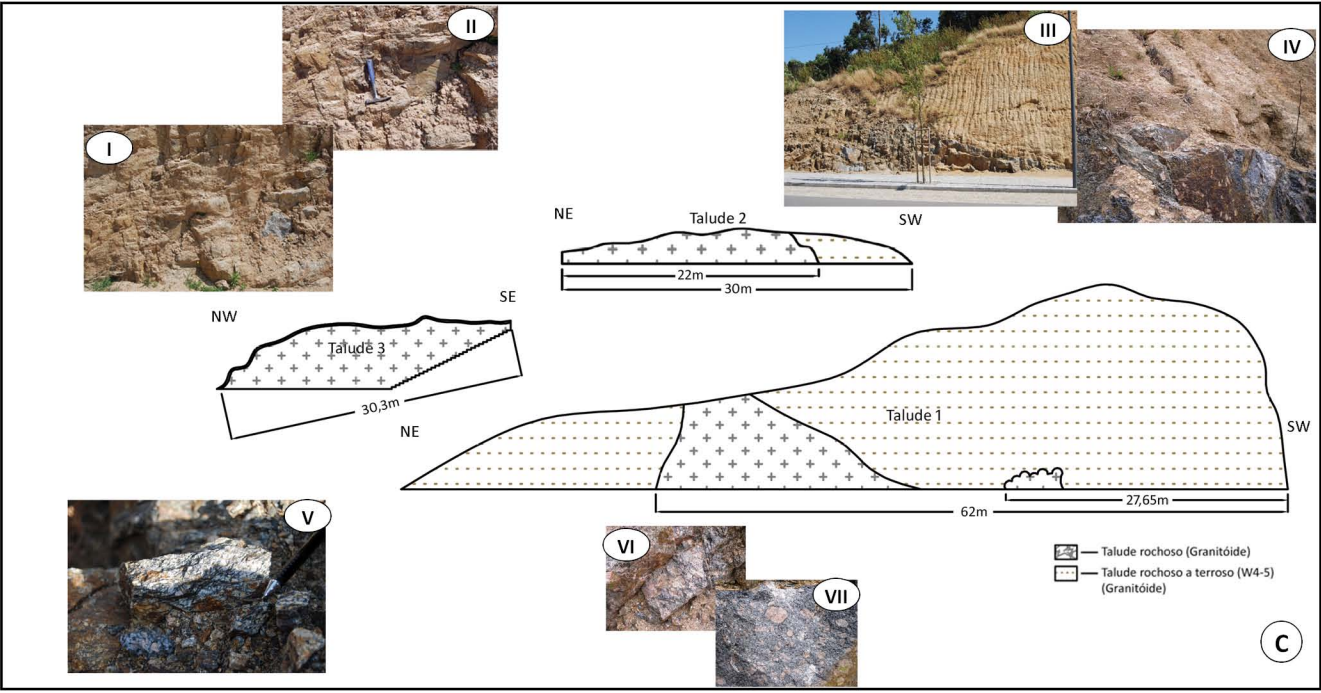 II
III
IV
I
NE
Talude 2
SW
22m
30m
NW
SE
Talude 3
30,3m
NE
Talude 1
SW
27,65m
62m
V
VI
VII
Talude rochoso (Granitóide)
Talude rochoso a terroso (W4-5)
(Granitóide)
C